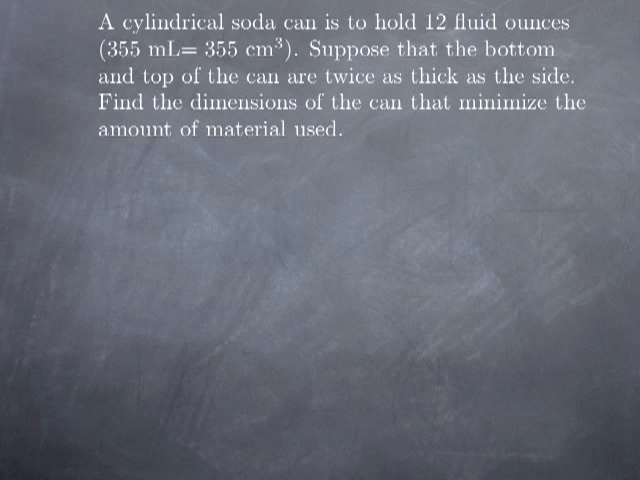 A cylindrical soda can is to hold 12 fluid ounces
(355 mL= 355 cm³). Suppose that the bottom
and top of the can are twice as thick as the side.
Find the dimensions of the can that minimize the
amount of material used.